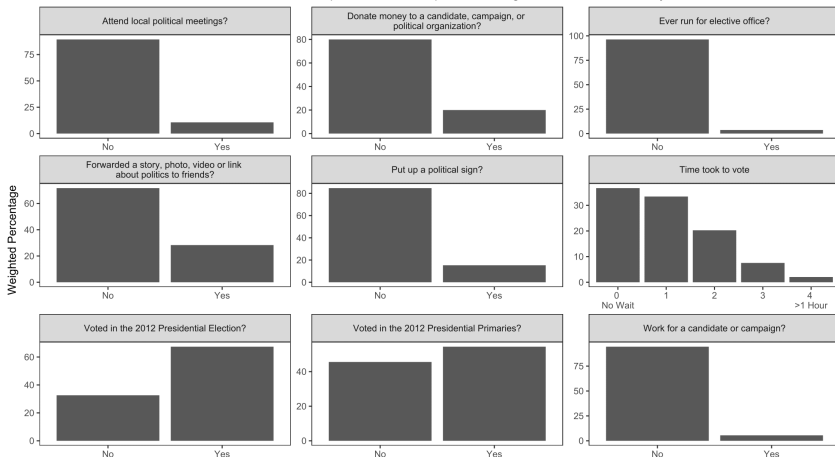 Attend local political meetings?
Donate money to a candidate, campaign, or
political organization?
Ever run for elective office?
75
50
25
0
No Yes
80
60
40
20
0
No Yes
100
75
50
25
0
No Yes
Forwarded a story, photo, video or link
about politics to friends?
Put up a political sign?
Time took to vote
Weighted Percentage
60
40
20
0
No Yes
80
60
40
20
0
No Yes
30
20
10
0
0 1 2 3 4
No Wait >1 Hour
Voted in the 2012 Presidential Election?
Voted in the 2012 Presidential Primaries?
Work for a candidate or campaign?
60
40
20
0
No Yes
40
20
0
No Yes
75
50
25
0
No Yes